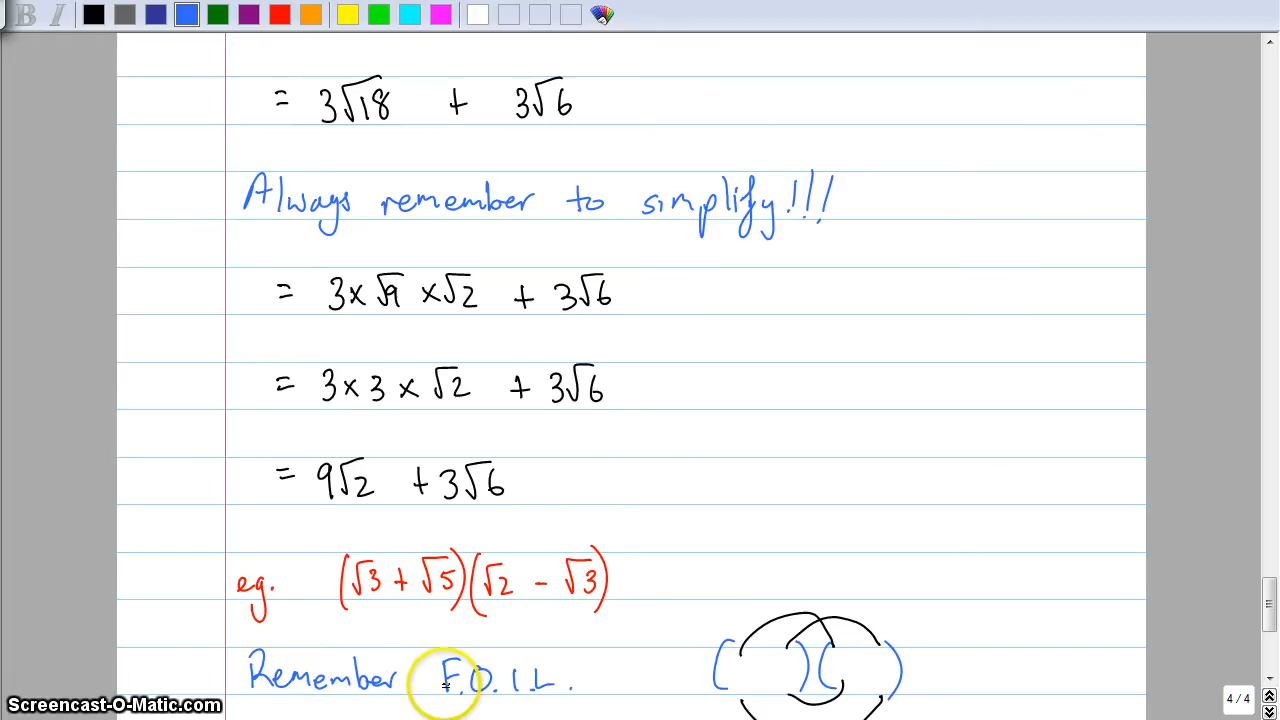 B I
= 3√18 + 3√6
Always remember to simplify!!!
= 3×√9 ×√2 + 3√6
= 3×3×√2 + 3√6
= 9√2 + 3√6
eg. (√3 + √5)(√2 - √3)
Remember F.O.I.L. ( )( )
4/4
Screencast-O-Matic.com